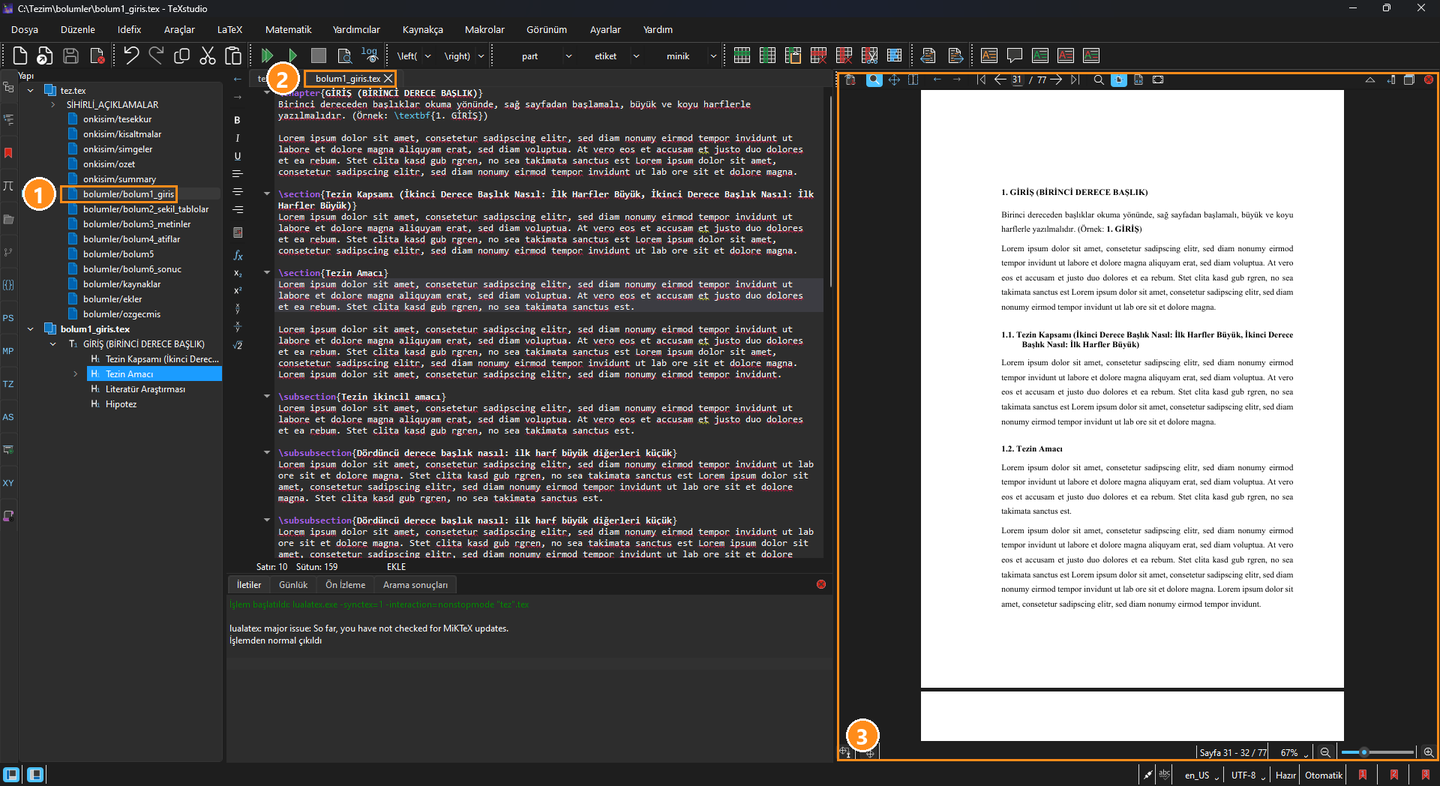 C:\Tezim\bolumler\bolum1_giris.tex - TeXstudio
Dosya Düzenle Idefix Araçlar LaTeX Matematik Yardımcılar Kaynakça Makrolar Görünüm Ayarlar Yardım
log \left( \right) part etiket minik
Yapı
tez.tex
SİHİRLİ_AÇIKLAMALAR
onkisim/tesekkur
onkisim/kisaltmalar
onkisim/simgeler
onkisim/ozet
onkisim/summary
1
bolumler/bolum1_giris
bolumler/bolum2_sekil_tablolar
bolumler/bolum3_metinler
bolumler/bolum4_atiflar
bolumler/bolum5
bolumler/bolum6_sonuc
bolumler/kaynaklar
bolumler/ekler
bolumler/ozgecmis
bolum1_giris.tex
GİRİŞ (BİRİNCİ DERECE BAŞLIK)
Tezin Kapsamı (İkinci Derec...
Tezin Amacı
Literatür Araştırması
Hipotez
PS
MP
TZ
AS
XY
2
bolum1_giris.tex
B
I
U
{GİRİŞ (BİRİNCİ DERECE BAŞLIK)}
Birinci dereceden başlıklar okuma yönünde, sağ sayfadan başlamalı, büyük ve koyu harflerle
yazılmalıdır. (Örnek: \textbf{1. GİRİŞ})
Lorem ipsum dolor sit amet, consetetur sadipscing elitr, sed diam nonumy eirmod tempor invidunt ut
labore et dolore magna aliquyam erat, sed diam voluptua. At vero eos et accusam et justo duo dolores
et ea rebum. Stet clita kasd gub rgren, no sea takimata sanctus est Lorem ipsum dolor sit amet,
consetetur sadipscing elitr, sed diam nonumy eirmod tempor invidunt ut lab ore sit et dolore magna.
\section{Tezin Kapsamı (İkinci Derece Başlık Nasıl: İlk Harfler Büyük, İkinci Derece Başlık Nasıl: İlk
Harfler Büyük)}
Lorem ipsum dolor sit amet, consetetur sadipscing elitr, sed diam nonumy eirmod tempor invidunt ut
labore et dolore magna aliquyam erat, sed diam voluptua. At vero eos et accusam et justo duo dolores
et ea rebum. Stet clita kasd gub rgren, no sea takimata sanctus est Lorem ipsum dolor sit amet,
consetetur sadipscing elitr, sed diam nonumy eirmod tempor invidunt ut lab ore sit et dolore magna.
\section{Tezin Amacı}
Lorem ipsum dolor sit amet, consetetur sadipscing elitr, sed diam nonumy eirmod tempor invidunt ut
labore et dolore magna aliquyam erat, sed diam voluptua. At vero eos et accusam et justo duo dolores
et ea rebum. Stet clita kasd gub rgren, no sea takimata sanctus est.
Lorem ipsum dolor sit amet, consetetur sadipscing elitr, sed diam nonumy eirmod tempor invidunt ut
labore et dolore magna aliquyam erat, sed diam voluptua. At vero eos et accusam et justo duo dolores
et ea rebum. Stet clita kasd gub rgren, no sea takimata sanctus est Lorem ipsum dolor sit amet,
consetetur sadipscing elitr, sed diam nonumy eirmod tempor invidunt ut lab ore sit et dolore magna.
Lorem ipsum dolor sit amet, consetetur sadipscing elitr, sed diam nonumy eirmod tempor invidunt.
\subsection{Tezin ikincil amacı}
Lorem ipsum dolor sit amet, consetetur sadipscing elitr, sed diam nonumy eirmod tempor invidunt ut
labore et dolore magna aliquyam erat, sed diam voluptua. At vero eos et accusam et justo duo dolores
et ea rebum. Stet clita kasd gub rgren, no sea takimata sanctus est.
\subsubsection{Dördüncü derece başlık nasıl: ilk harf büyük diğerleri küçük}
Lorem ipsum dolor sit amet, consetetur sadipscing elitr, sed diam nonumy eirmod tempor invidunt ut lab
ore sit et dolore magna. Stet clita kasd gub rgren, no sea takimata sanctus est Lorem ipsum dolor sit
amet, consetetur sadipscing elitr, sed diam nonumy eirmod tempor invidunt ut lab ore sit et dolore
magna. Stet clita kasd gub rgren, no sea takimata sanctus est.
\subsubsection{Dördüncü derece başlık nasıl: ilk harf büyük diğerleri küçük}
Lorem ipsum dolor sit amet, consetetur sadipscing elitr, sed diam nonumy eirmod tempor invidunt ut lab
ore sit et dolore magna. Stet clita kasd gub rgren, no sea takimata sanctus est Lorem ipsum dolor sit
amet, consetetur sadipscing elitr, sed diam nonumy eirmod tempor invidunt ut lab ore sit et dolore
Satır: 10 Sütun: 159 EKLE
İletiler Günlük Ön İzleme Arama sonuçları
İşlem başlatıldı: lualatex.exe -synctex=1 -interaction=nonstopmode "tez".tex
lualatex: major issue: So far, you have not checked for MiKTeX updates.
İşlemden normal çıkıldı
31 / 77
1. GİRİŞ (BİRİNCİ DERECE BAŞLIK)
Birinci dereceden başlıklar okuma yönünde, sağ sayfadan başlamalı, büyük ve koyu
harflerle yazılmalıdır. (Örnek: 1. GİRİŞ)
Lorem ipsum dolor sit amet, consetetur sadipscing elitr, sed diam nonumy eirmod
tempor invidunt ut labore et dolore magna aliquyam erat, sed diam voluptua. At vero
eos et accusam et justo duo dolores et ea rebum. Stet clita kasd gub rgren, no sea
takimata sanctus est Lorem ipsum dolor sit amet, consetetur sadipscing elitr, sed diam
nonumy eirmod tempor invidunt ut lab ore sit et dolore magna.
1.1. Tezin Kapsamı (İkinci Derece Başlık Nasıl: İlk Harfler Büyük, İkinci Derece
Başlık Nasıl: İlk Harfler Büyük)
Lorem ipsum dolor sit amet, consetetur sadipscing elitr, sed diam nonumy eirmod
tempor invidunt ut labore et dolore magna aliquyam erat, sed diam voluptua. At vero
eos et accusam et justo duo dolores et ea rebum. Stet clita kasd gub rgren, no sea
takimata sanctus est Lorem ipsum dolor sit amet, consetetur sadipscing elitr, sed diam
nonumy eirmod tempor invidunt ut lab ore sit et dolore magna.
1.2. Tezin Amacı
Lorem ipsum dolor sit amet, consetetur sadipscing elitr, sed diam nonumy eirmod
tempor invidunt ut labore et dolore magna aliquyam erat, sed diam voluptua. At vero
eos et accusam et justo duo dolores et ea rebum. Stet clita kasd gub rgren, no sea
takimata sanctus est.
Lorem ipsum dolor sit amet, consetetur sadipscing elitr, sed diam nonumy eirmod
tempor invidunt ut labore et dolore magna aliquyam erat, sed diam voluptua. At vero
eos et accusam et justo duo dolores et ea rebum. Stet clita kasd gub rgren, no sea
takimata sanctus est Lorem ipsum dolor sit amet, consetetur sadipscing elitr, sed diam
nonumy eirmod tempor invidunt ut lab ore sit et dolore magna. Lorem ipsum dolor sit
amet, consetetur sadipscing elitr, sed diam nonumy eirmod tempor invidunt.
3
Sayfa 31 - 32 / 77 67%
en_US UTF-8 Hazır Otomatik